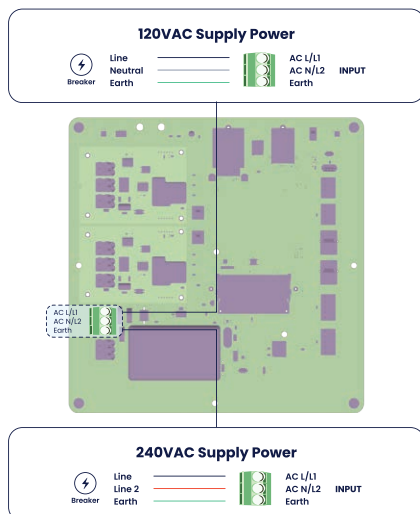 120VAC Supply Power
Line AC L/L1
Neutral AC N/L2 INPUT
Earth Earth
Breaker
AC L/L1
AC N/L2
Earth
240VAC Supply Power
Line AC L/L1
Line 2 AC N/L2 INPUT
Earth Earth
Breaker